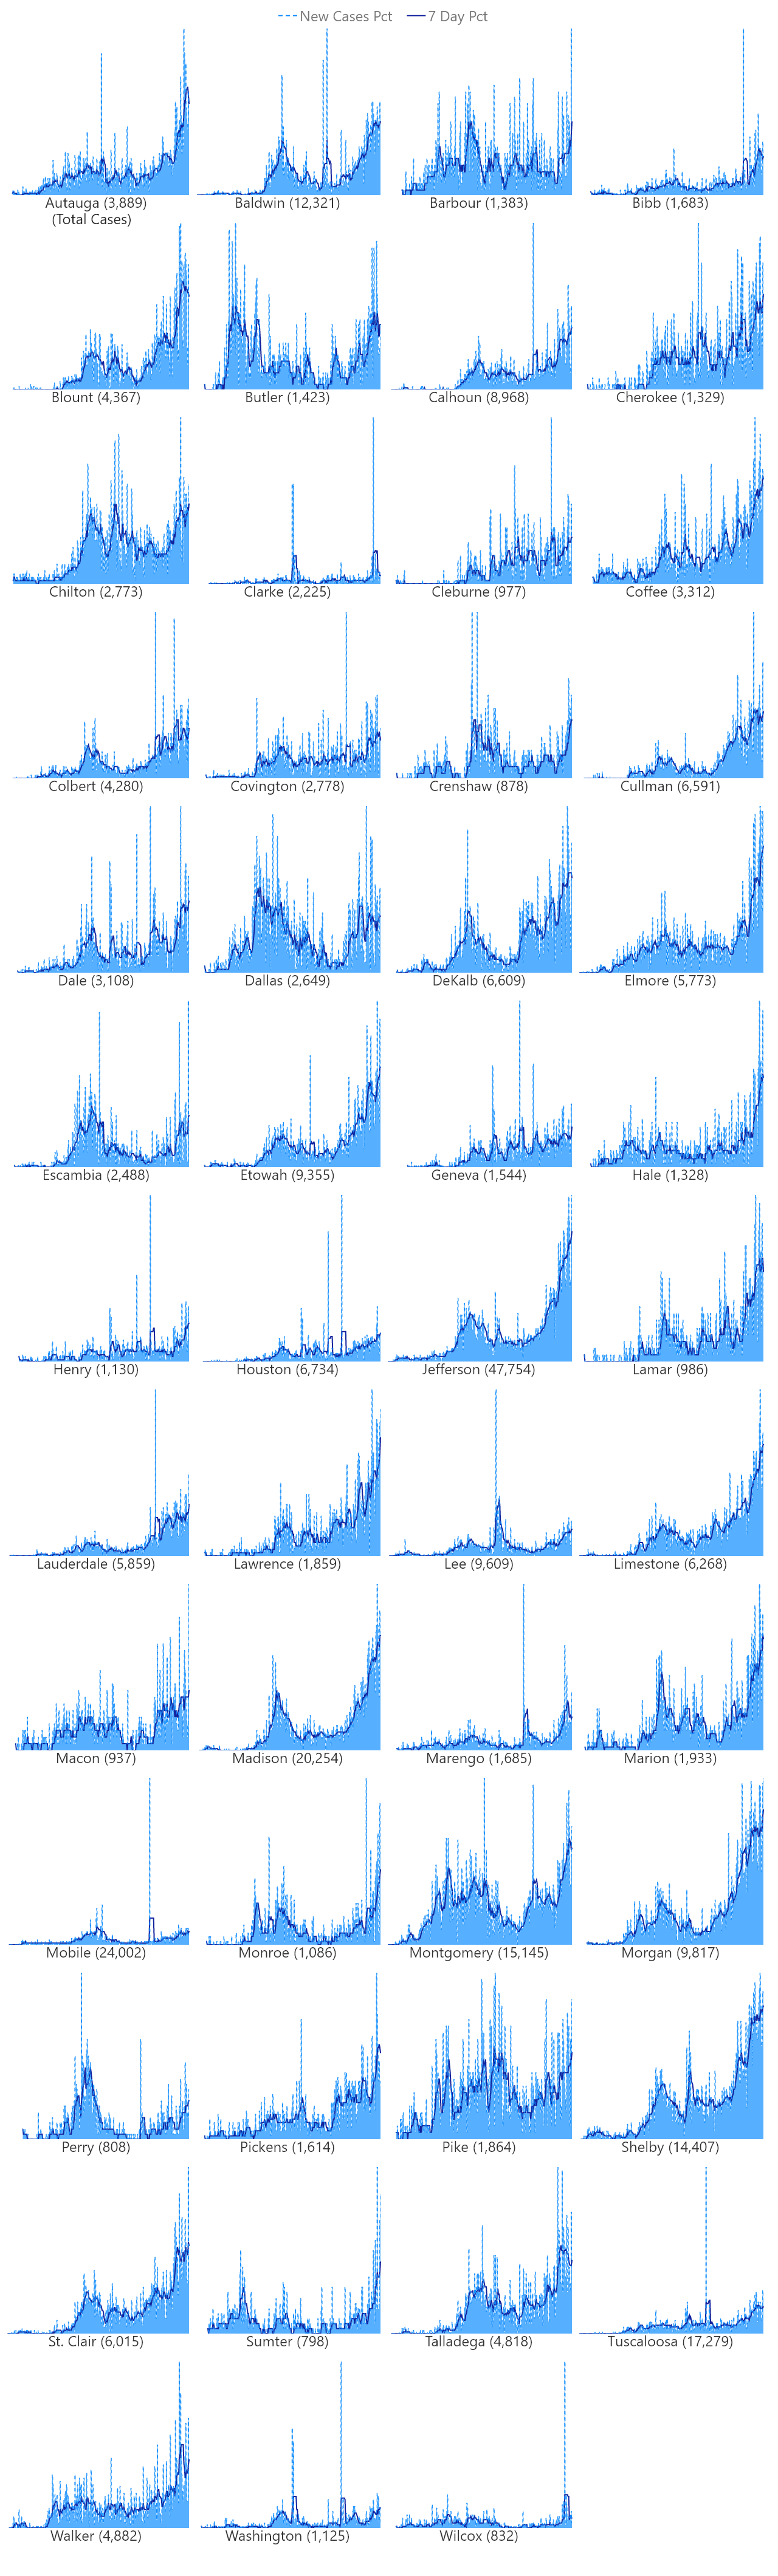 New Cases Pct 7 Day Pct
Autauga (3,889) Baldwin (12,321) Barbour (1,383) Bibb (1,683)
(Total Cases)
Blount (4,367) Butler (1,423) Calhoun (8,968) Cherokee (1,329)
Chilton (2,773) Clarke (2,225) Cleburne (977) Coffee (3,312)
Colbert (4,280) Covington (2,778) Crenshaw (878) Cullman (6,591)
Dale (3,108) Dallas (2,649) DeKalb (6,609) Elmore (5,773)
Escambia (2,488) Etowah (9,355) Geneva (1,544) Hale (1,328)
Henry (1,130) Houston (6,734) Jefferson (47,754) Lamar (986)
Lauderdale (5,859) Lawrence (1,859) Lee (9,609) Limestone (6,268)
Macon (937) Madison (20,254) Marengo (1,685) Marion (1,933)
Mobile (24,002) Monroe (1,086) Montgomery (15,145) Morgan (9,817)
Perry (808) Pickens (1,614) Pike (1,864) Shelby (14,407)
St. Clair (6,015) Sumter (798) Talladega (4,818) Tuscaloosa (17,279)
Walker (4,882) Washington (1,125) Wilcox (832)